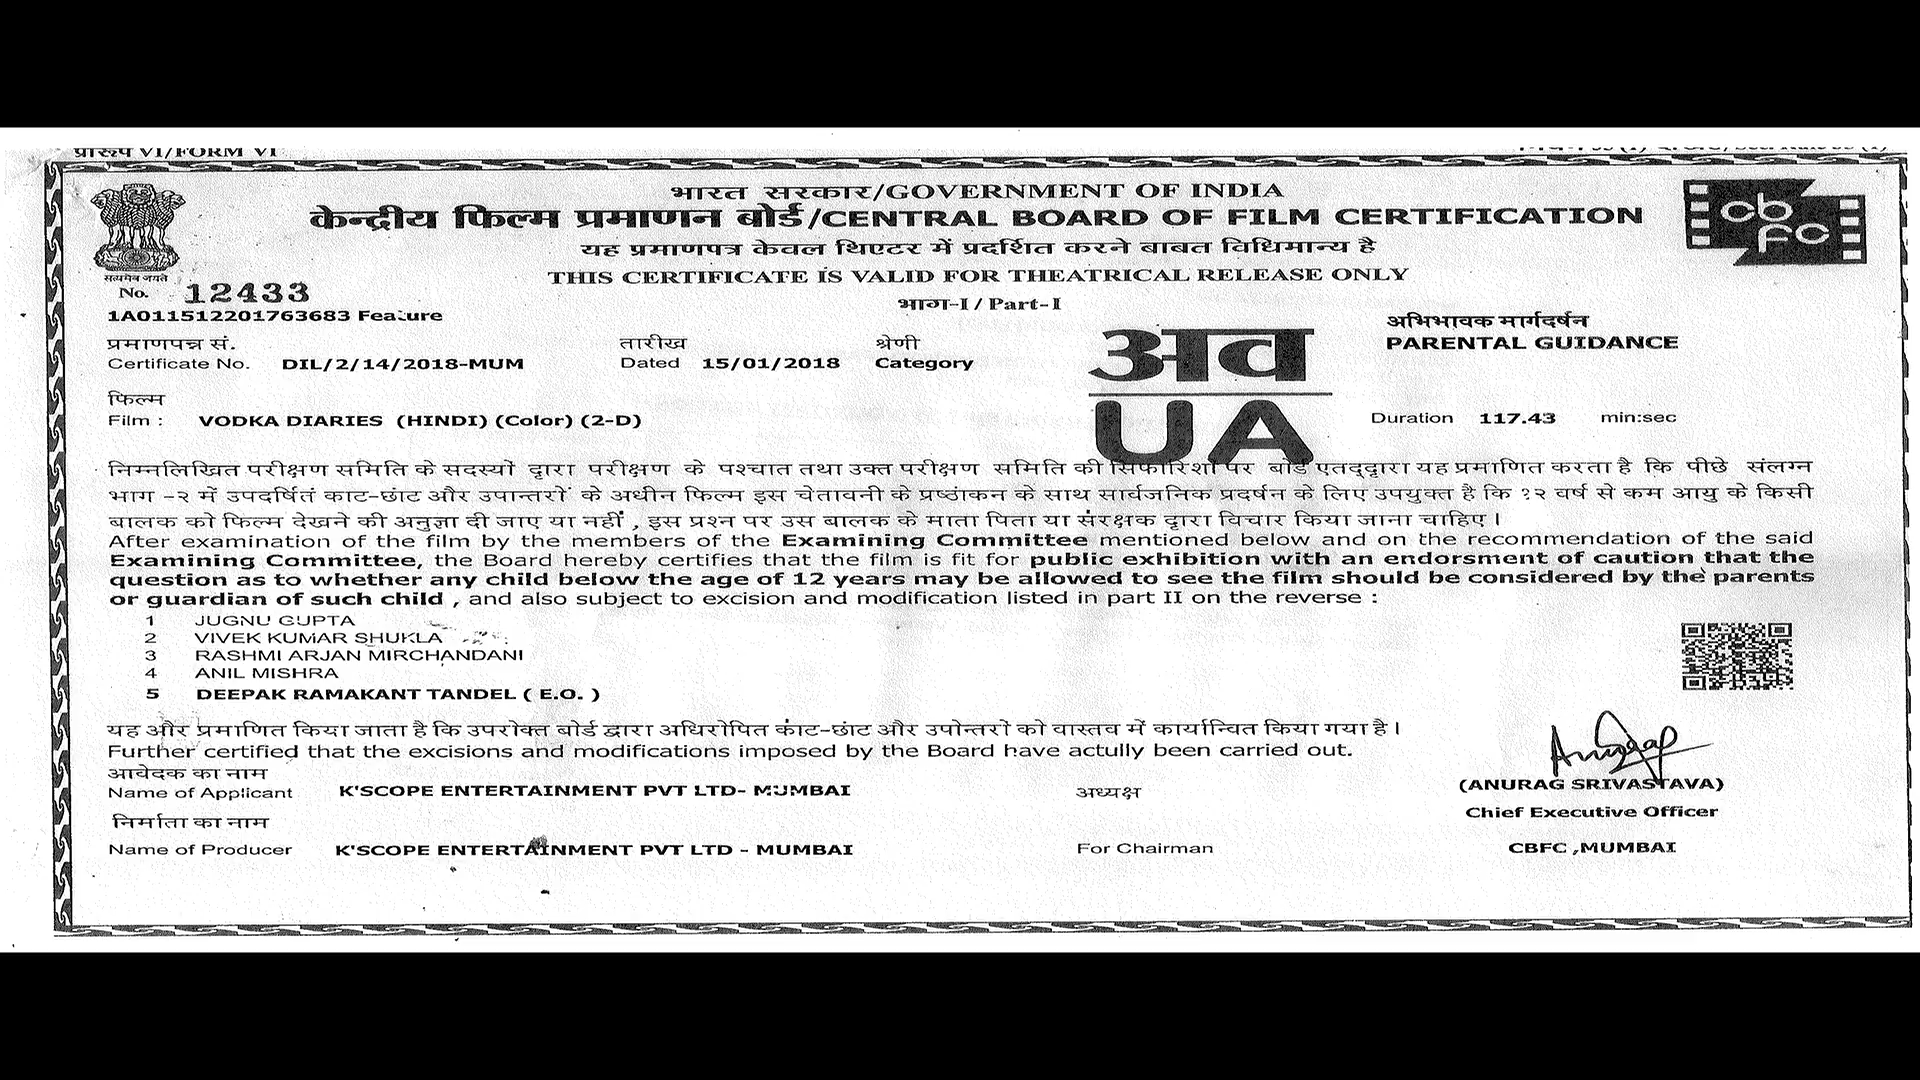 प्रारूप VI/FORM VI
भारत सरकार/GOVERNMENT OF INDIA
केन्द्रीय फिल्म प्रमाणन बोर्ड/CENTRAL BOARD OF FILM CERTIFICATION
cb
fc
यह प्रमाणपत्र केवल थिएटर में प्रदर्शित करने बाबत विधिमान्य है
THIS CERTIFICATE IS VALID FOR THEATRICAL RELEASE ONLY
सत्यमेव जयते
No. 12433
भाग-I / Part-I
1A011512201763683 Feature
अभिभावक मार्गदर्षन
PARENTAL GUIDANCE
प्रमाणपत्र सं. तारीख श्रेणी
Certificate No. DIL/2/14/2018-MUM Dated 15/01/2018 Category
अव
UA
फिल्म
Film : VODKA DIARIES (HINDI) (Color) (2-D)
Duration 117.43 min:sec
निम्नलिखित परीक्षण समिति के सदस्यों द्वारा परीक्षण के पश्चात तथा उक्त परीक्षण समिति की सिफारिशों पर बोर्ड एतद्द्वारा यह प्रमाणित करता है कि पीछे संलग्न
भाग -२ में उपदर्षितं काट-छांट और उपान्तरों के अधीन फिल्म इस चेतावनी के प्रष्ठांकन के साथ सार्वजनिक प्रदर्षन के लिए उपयुक्त है कि १२ वर्ष से कम आयु के किसी
बालक को फिल्म देखने की अनुज्ञा दी जाए या नहीं , इस प्रश्न पर उस बालक के माता पिता या संरक्षक द्वारा विचार किया जाना चाहिए ।
After examination of the film by the members of the Examining Committee mentioned below and on the recommendation of the said
Examining Committee, the Board hereby certifies that the film is fit for public exhibition with an endorsment of caution that the
question as to whether any child below the age of 12 years may be allowed to see the film should be considered by the parents
or guardian of such child , and also subject to excision and modification listed in part II on the reverse :
1 JUGNU GUPTA
2 VIVEK KUMAR SHUKLA
3 RASHMI ARJAN MIRCHANDANI
4 ANIL MISHRA
5 DEEPAK RAMAKANT TANDEL ( E.O. )
यह और प्रमाणित किया जाता है कि उपरोक्त बोर्ड द्वारा अधिरोपित कांट-छांट और उपोन्तरों को वास्तव में कार्यान्वित किया गया है ।
Further certified that the excisions and modifications imposed by the Board have actully been carried out.
आवेदक का नाम
Name of Applicant K'SCOPE ENTERTAINMENT PVT LTD- MUMBAI
अध्यक्ष
(ANURAG SRIVASTAVA)
Chief Executive Officer
निर्माता का नाम
Name of Producer K'SCOPE ENTERTAINMENT PVT LTD - MUMBAI
For Chairman
CBFC ,MUMBAI